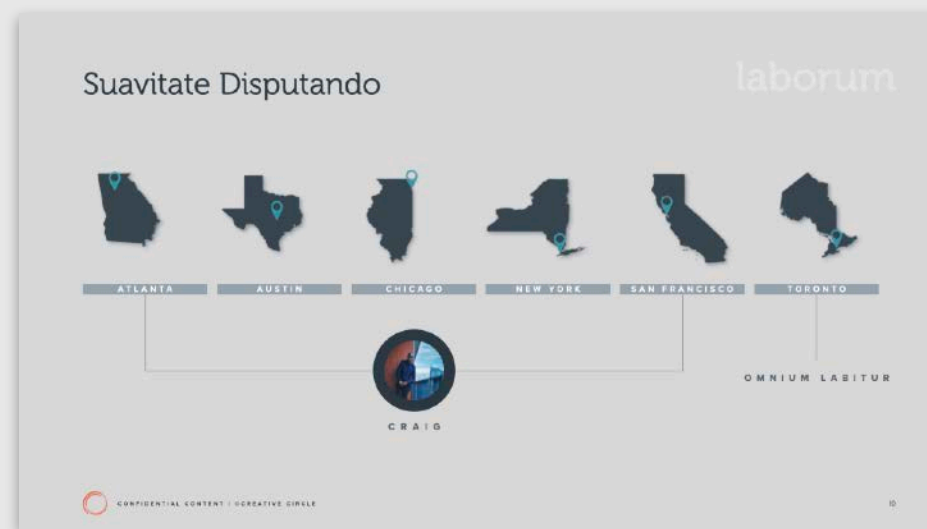 Suavitate Disputando
laborum
ATLANTA
AUSTIN
CHICAGO
NEW YORK
SAN FRANCISCO
TORONTO
OMNIUM LABITUR
CRAIG
CONFIDENTIAL CONTENT | ©CREATIVE CIRCLE
10